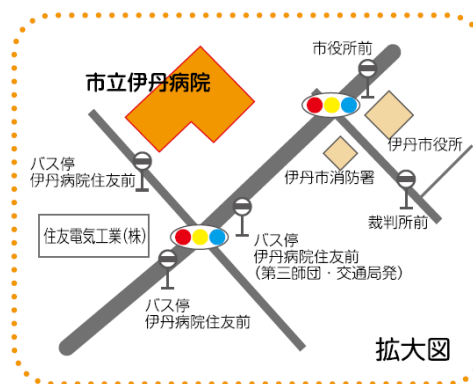 市役所前
市立伊丹病院
伊丹市役所
バス停
伊丹病院住友前
伊丹市消防署
裁判所前
住友電気工業(株)
バス停
伊丹病院住友前
(第三師団・交通局発)
バス停
伊丹病院住友前
拡大図